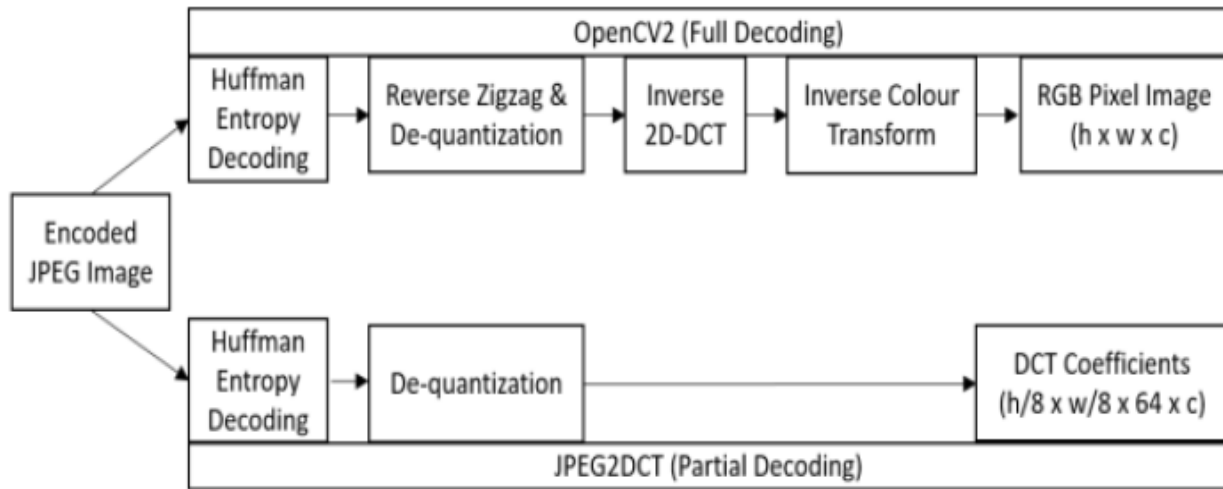 OpenCV2 (Full Decoding)
Huffman
Entropy
Decoding
Reverse Zigzag &
De-quantization
Inverse
2D-DCT
Inverse Colour
Transform
RGB Pixel Image
(h x w x c)
Encoded
JPEG Image
Huffman
Entropy
Decoding
De-quantization
DCT Coefficients
(h/8 x w/8 x 64 x c)
JPEG2DCT (Partial Decoding)